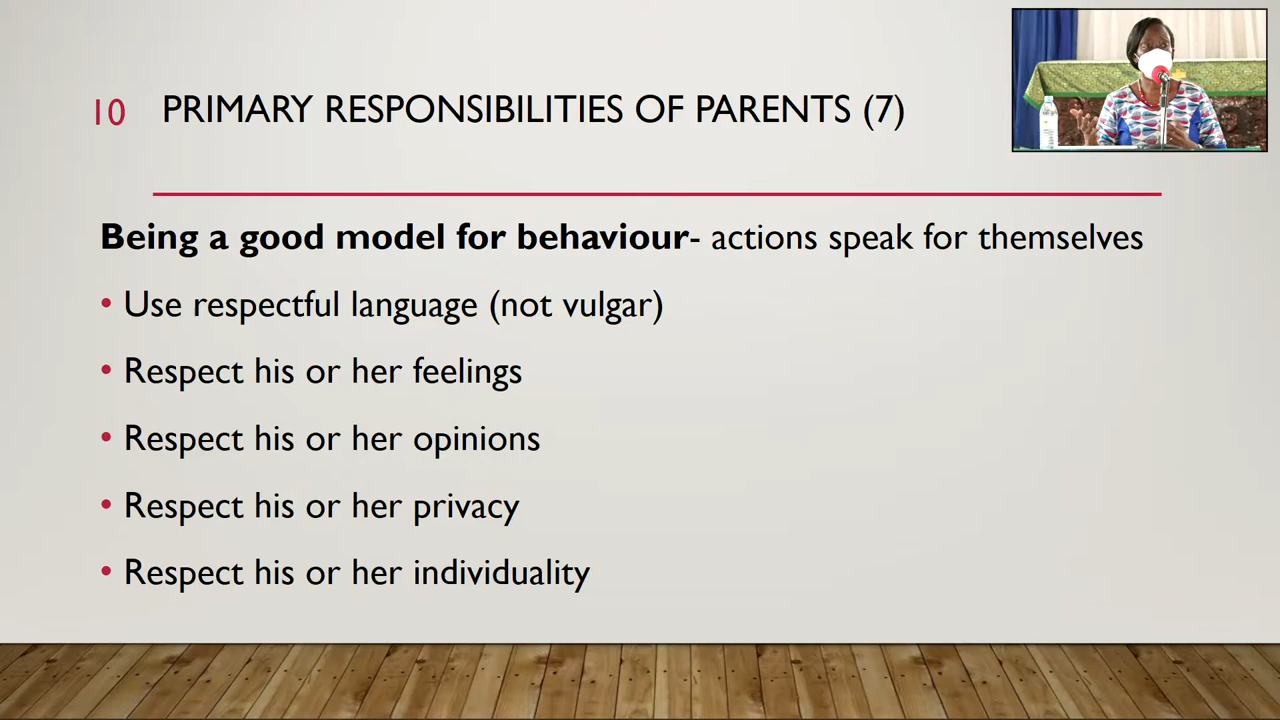 10 PRIMARY RESPONSIBILITIES OF PARENTS (7)
Being a good model for behaviour- actions speak for themselves
• Use respectful language (not vulgar)
• Respect his or her feelings
• Respect his or her opinions
• Respect his or her privacy
• Respect his or her individuality